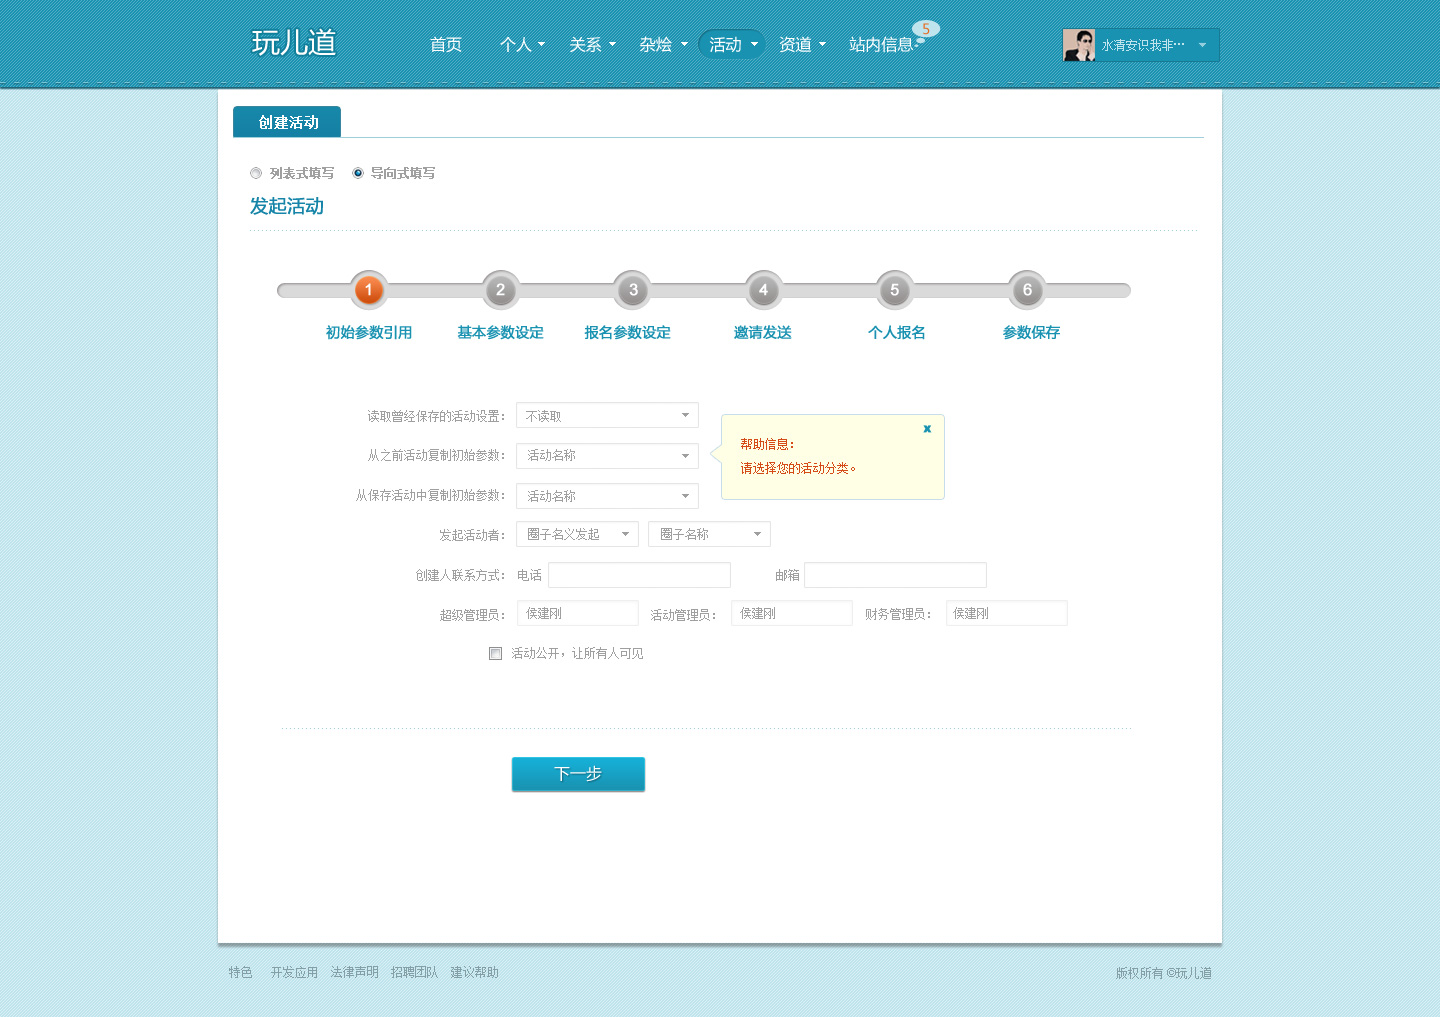 玩儿道
首页 个人 关系 杂烩 活动 资道 站内信息 5
水清安识我非…
创建活动
列表式填写 导向式填写
发起活动
1 2 3 4 5 6
初始参数引用 基本参数设定 报名参数设定 邀请发送 个人报名 参数保存
读取曾经保存的活动设置： 不读取
x
帮助信息：
从之前活动复制初始参数： 活动名称
请选择您的活动分类。
从保存活动中复制初始参数： 活动名称
发起活动者： 圈子名义发起 圈子名称
创建人联系方式： 电话 邮箱
超级管理员： 侯建刚 活动管理员： 侯建刚 财务管理员： 侯建刚
活动公开，让所有人可见
下一步
特色 开发应用 法律声明 招聘团队 建议帮助
版权所有 ©玩儿道